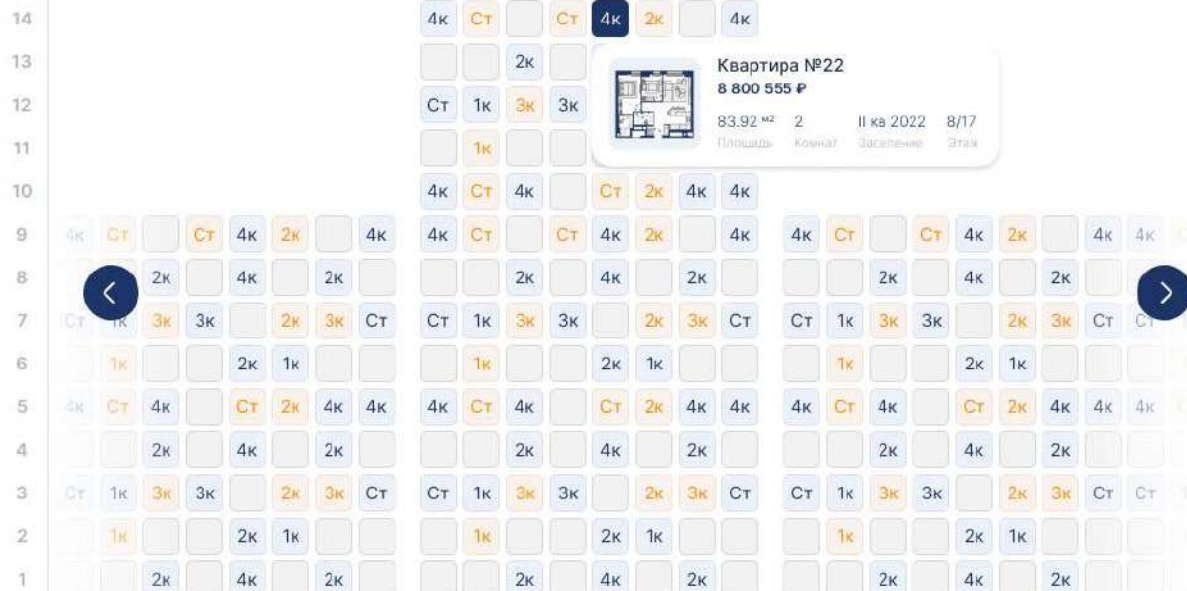 14 4к Ст Ст 4к 2к 4к
13 2к
Квартира №22
8 800 555 ₽
12 Ст 1к 3к 3к
83.92 м² 2 II кв 2022 8/17
Площадь Комнат Заселение Этаж
11 1к
10 4к Ст 4к Ст 2к 4к 4к
9 4к Ст Ст 4к 2к 4к 4к Ст Ст 4к 2к 4к 4к Ст Ст 4к 2к 4к 4к
8 2к 4к 2к 2к 4к 2к 2к 4к 2к
7 Ст 1к 3к 3к 2к 3к Ст Ст 1к 3к 3к 2к 3к Ст Ст 1к 3к 3к 2к 3к Ст Ст
6 1к 2к 1к 1к 2к 1к 1к 2к 1к
5 4к Ст 4к Ст 2к 4к 4к 4к Ст 4к Ст 2к 4к 4к 4к Ст 4к Ст 2к 4к 4к 4к
4 2к 4к 2к 2к 4к 2к 2к 4к 2к
3 Ст 1к 3к 3к 2к 3к Ст Ст 1к 3к 3к 2к 3к Ст Ст 1к 3к 3к 2к 3к Ст Ст
2 1к 2к 1к 1к 2к 1к 1к 2к 1к
1 2к 4к 2к 2к 4к 2к 2к 4к 2к